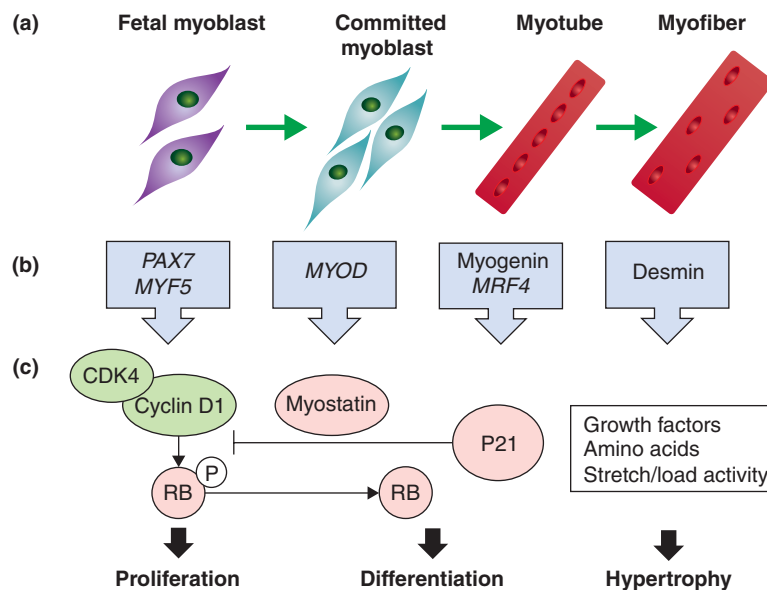 (a)
Fetal myoblast
Committed
myoblast
Myotube
Myofiber
(b)
PAX7
MYF5
MYOD
Myogenin
MRF4
Desmin
(c)
CDK4
Cyclin D1
Myostatin
P21
Growth factors
Amino acids
Stretch/load activity
P
RB
RB
Proliferation
Differentiation
Hypertrophy